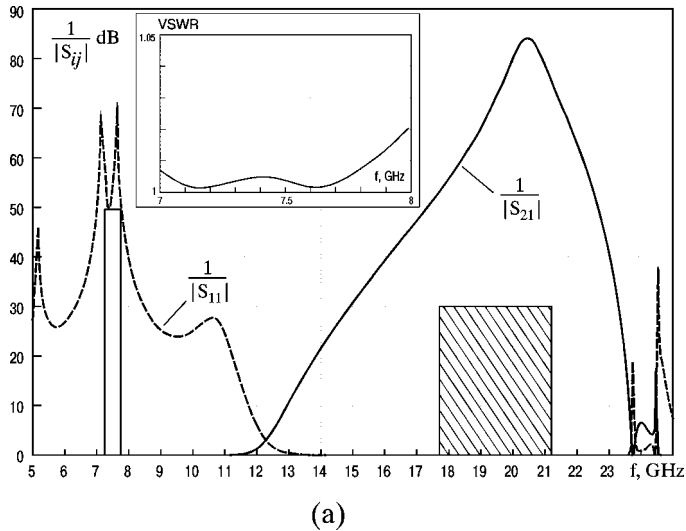 90
80
70
60
50
40
30
20
10
0
1/|S_ij| dB
VSWR
1.05
1
7 7.5 8
f, GHz
1/|S_21|
1/|S_11|
5 6 7 8 9 10 11 12 13 14 15 16 17 18 19 20 21 22 23 f, GHz
(a)